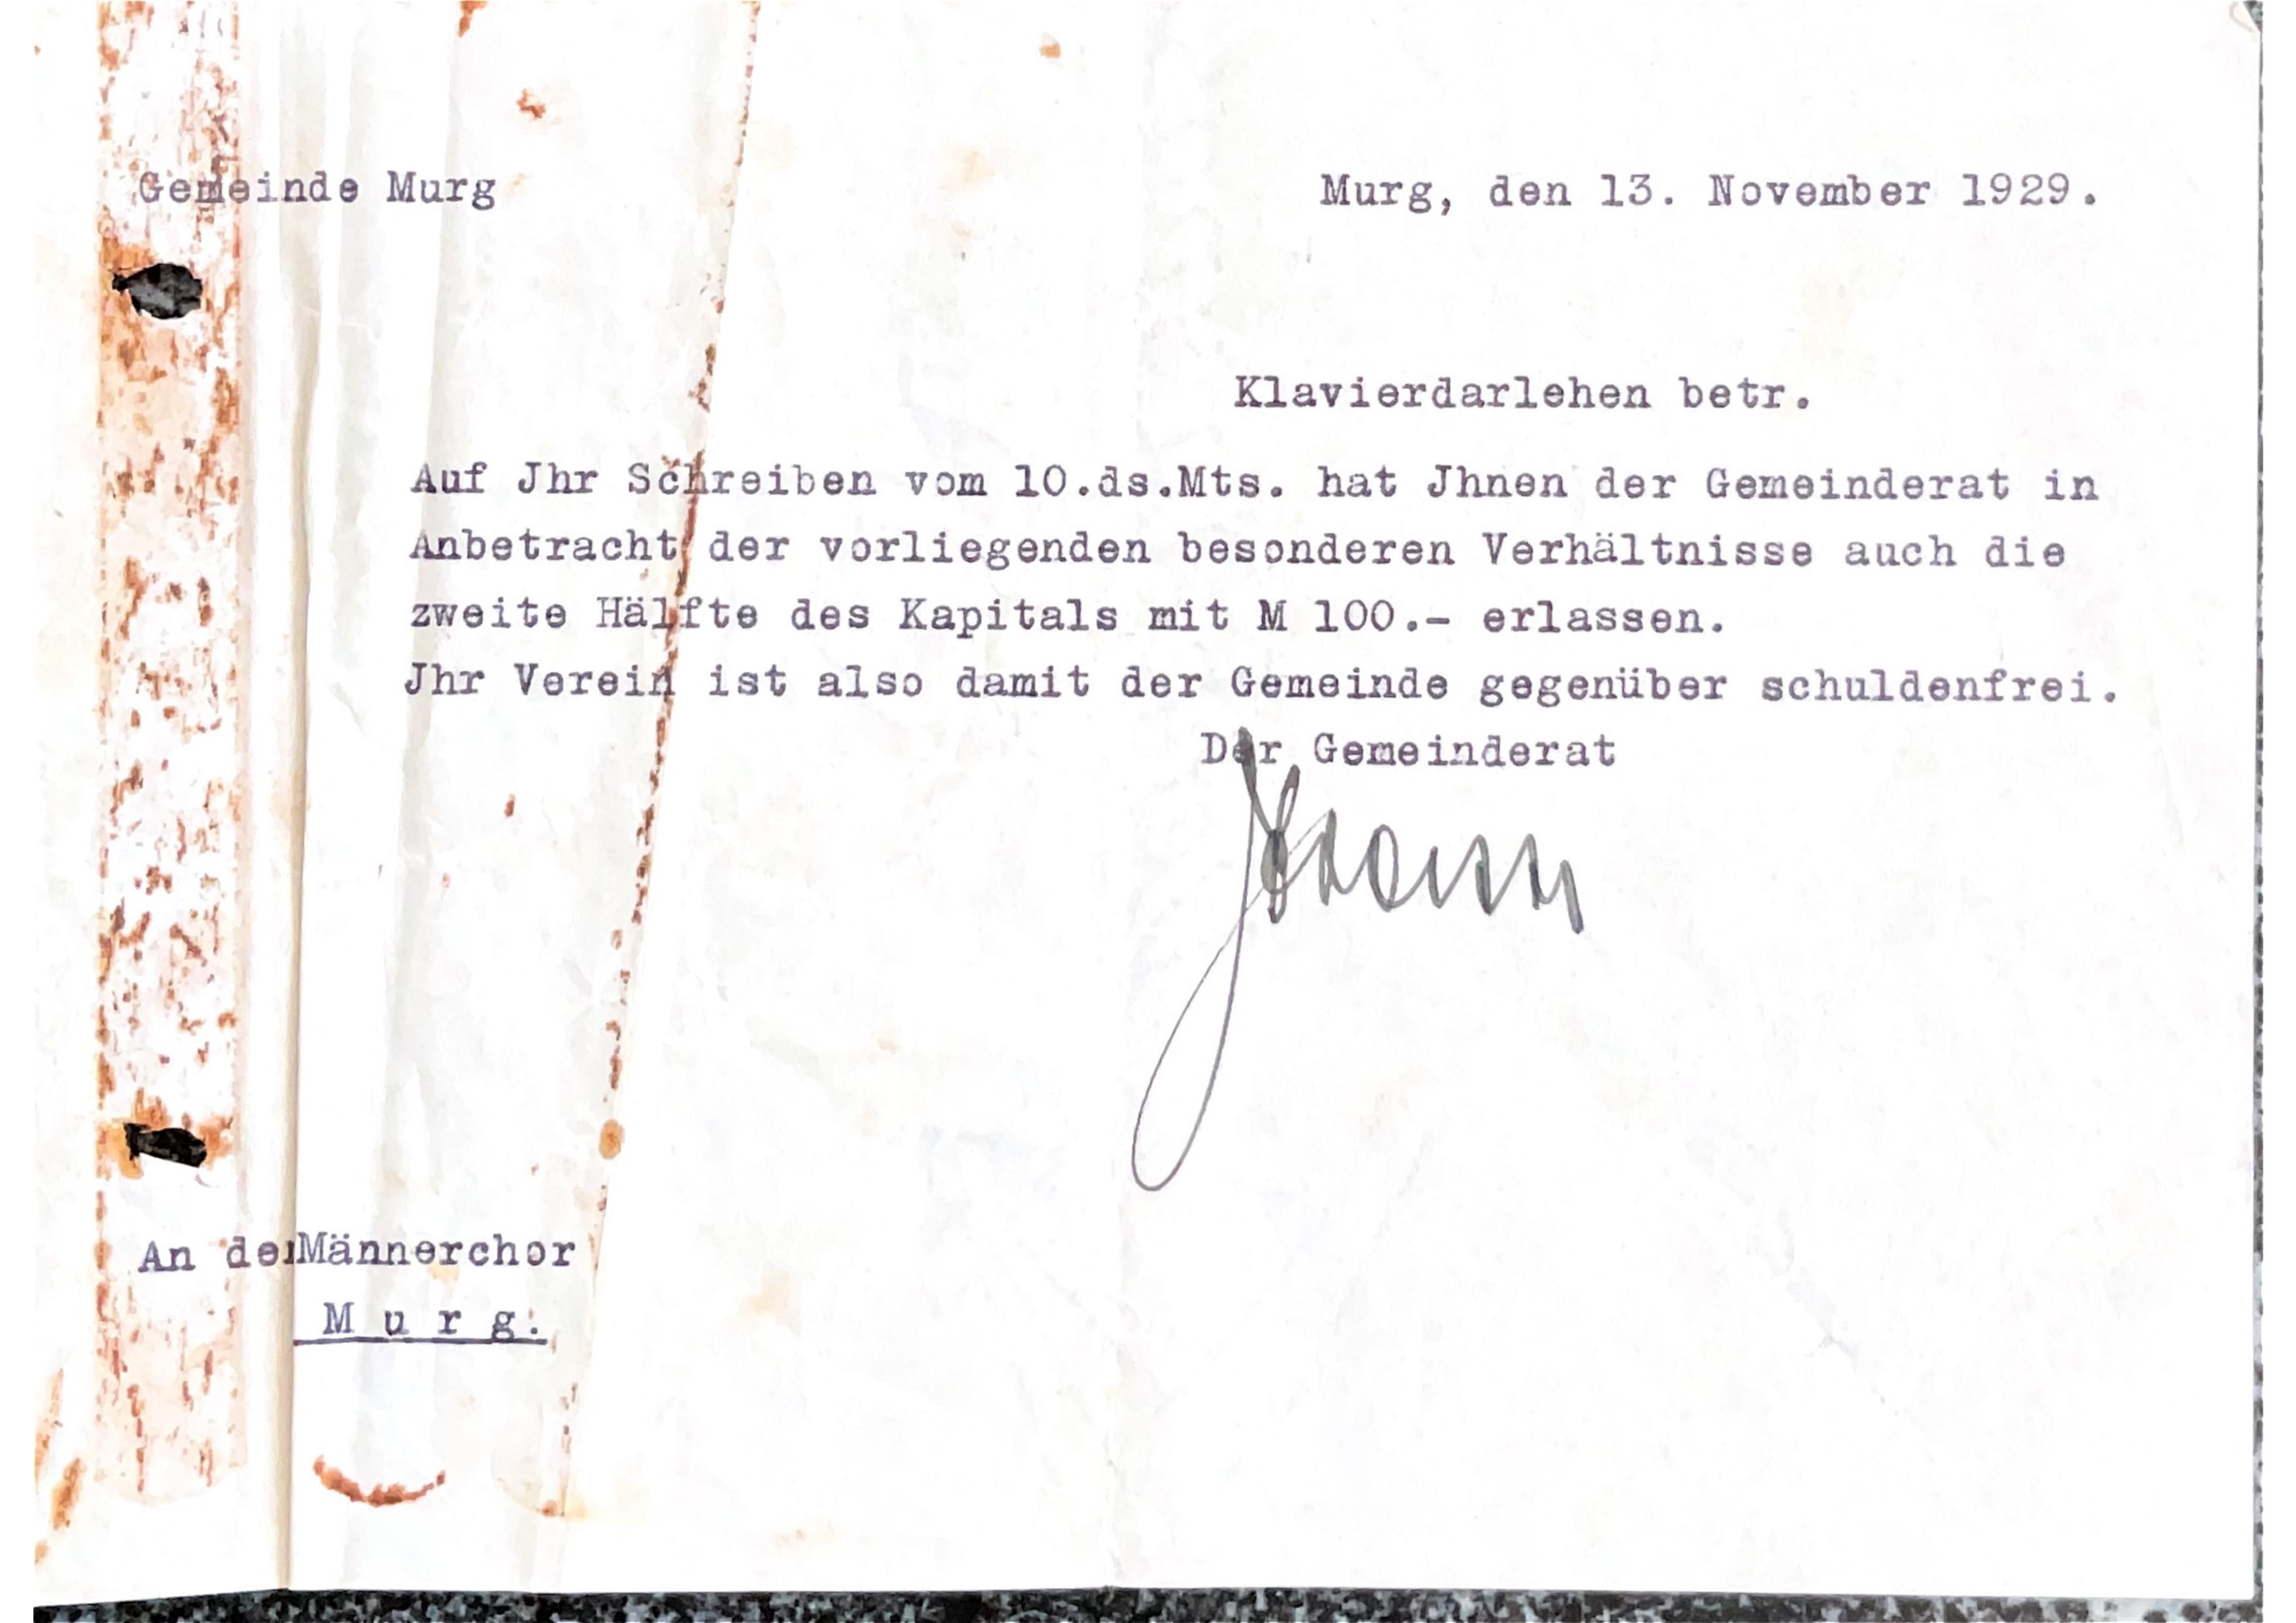 Gemeinde Murg
Murg, den 13. November 1929.
Klavierdarlehen betr.
Auf Jhr Schreiben vom 10.ds.Mts. hat Jhnen der Gemeinderat in
Anbetracht der vorliegenden besonderen Verhältnisse auch die
zweite Hälfte des Kapitals mit M 100.- erlassen.
Jhr Verein ist also damit der Gemeinde gegenüber schuldenfrei.
Der Gemeinderat
An den Männerchor
M u r g.